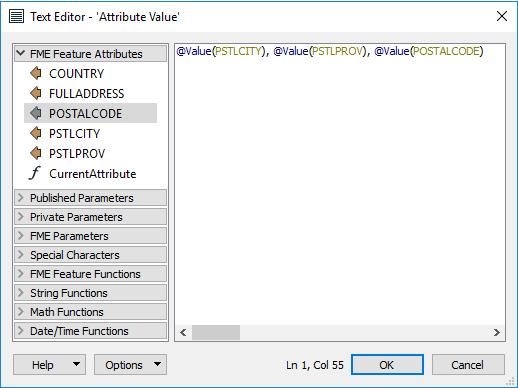 Text Editor - 'Attribute Value'
FME Feature Attributes
COUNTRY
FULLADDRESS
POSTALCODE
PSTLCITY
PSTLPROV
CurrentAttribute
Published Parameters
Private Parameters
FME Parameters
Special Characters
FME Feature Functions
String Functions
Math Functions
Date/Time Functions
@Value(PSTLCITY), @Value(PSTLPROV), @Value(POSTALCODE)
Help
Options
Ln 1, Col 55
OK
Cancel